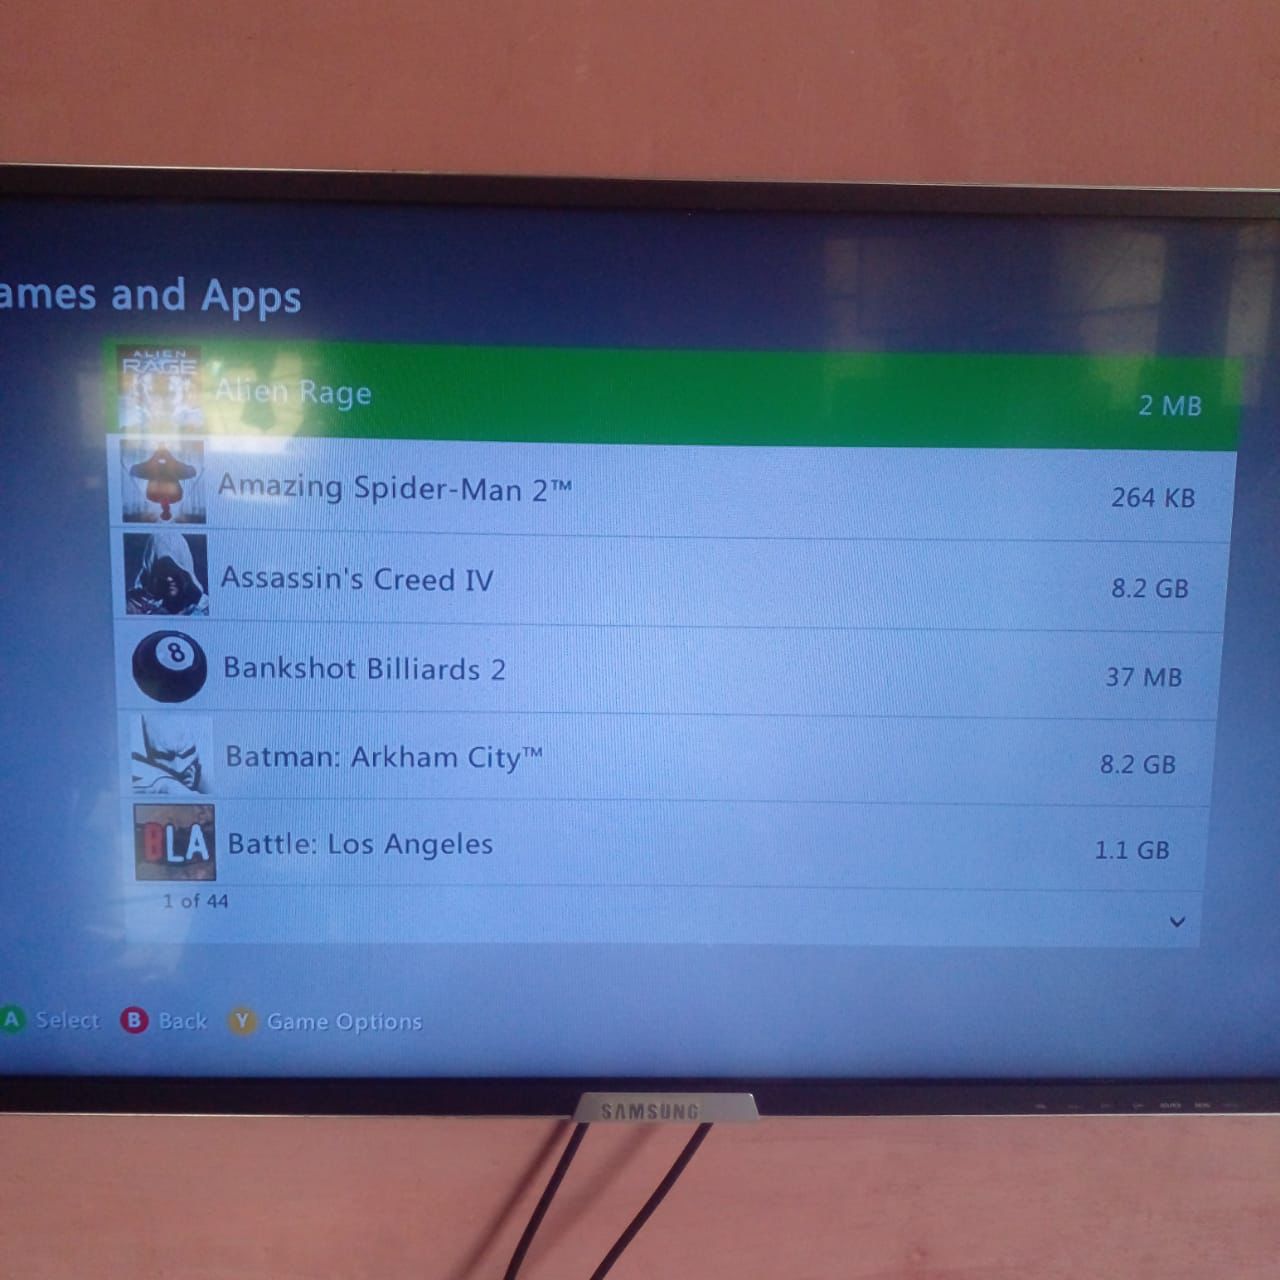 ames and Apps
ALIEN
RAGE
Alien Rage
2 MB
Amazing Spider-Man 2™
264 KB
Assassin's Creed IV
8.2 GB
8
Bankshot Billiards 2
37 MB
Batman: Arkham City™
8.2 GB
BLA
Battle: Los Angeles
1.1 GB
1 of 44
A Select B Back Y Game Options
SAMSUNG